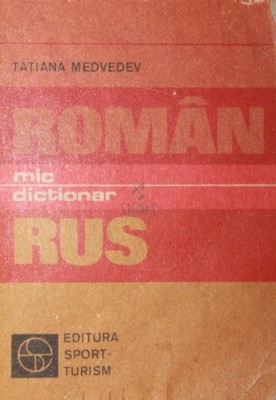 TATIANA MEDVEDEV
ROMÂN
mic
dictionar
RUS
EDITURA
SPORT-
TURISM